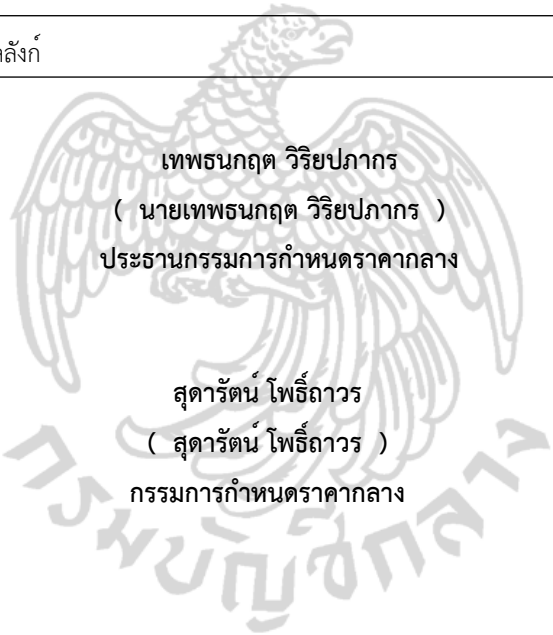 เทพธนกฤต วิริยปภากร
( นายเทพธนกฤต วิริยปภากร )
ประธานกรรมการกำหนดราคากลาง
สุดารัตน์ โพธิ์ถาวร
( สุดารัตน์ โพธิ์ถาวร )
กรรมการกำหนดราคากลาง
กรมบัญชีกลาง